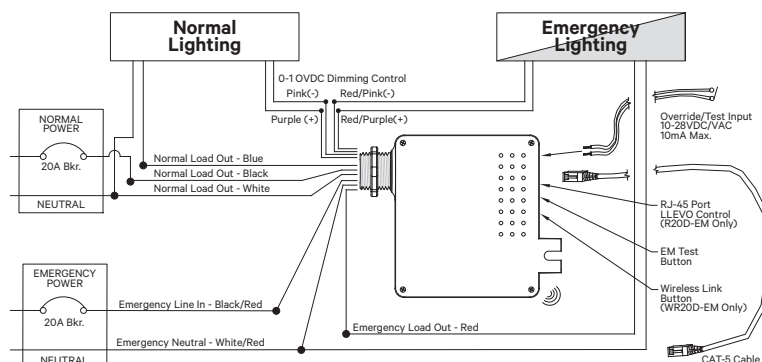 Normal
Lighting
Emergency
Lighting
0-1 OVDC Dimming Control
Pink(-)
Red/Pink(-)
Purple (+)
Red/Purple(+)
NORMAL
POWER
20A Bkr.
NEUTRAL
Normal Load Out - Blue
Normal Load Out - Black
Normal Load Out - White
Override/Test Input
10-28VDC/VAC
10mA Max.
RJ-45 Port
LLEVO Control
(R20D-EM Only)
EM Test
Button
Wireless Link
Button
(WR20D-EM Only)
EMERGENCY
POWER
20A Bkr.
NEUTRAL
Emergency Line In - Black/Red
Emergency Load Out - Red
Emergency Neutral - White/Red
CAT-5 Cable